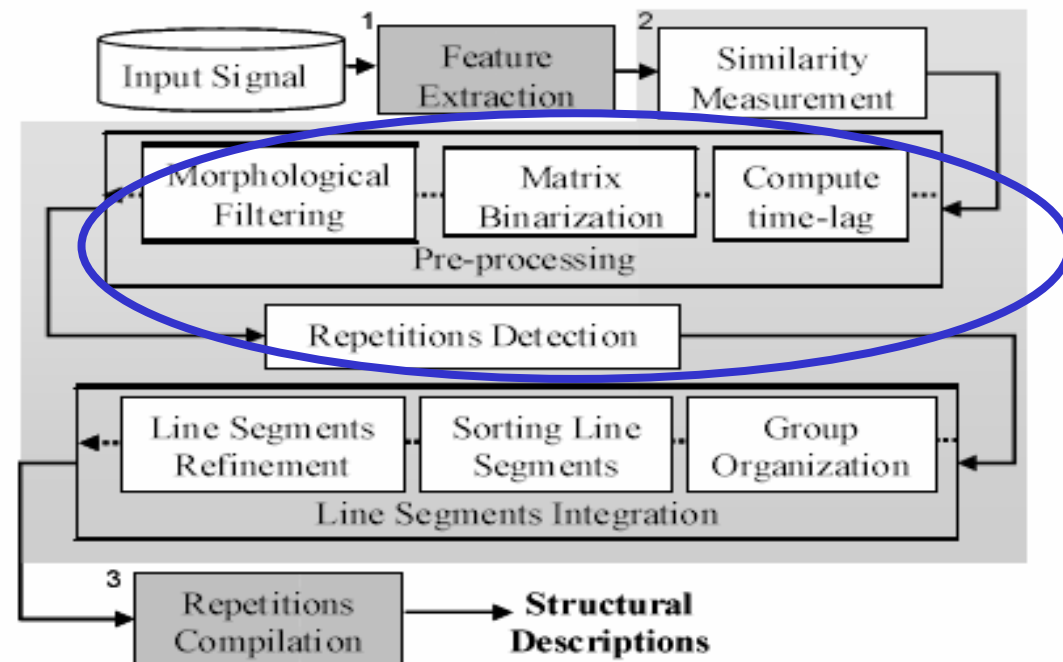 1
2
Input Signal
Feature
Extraction
Similarity
Measurement
Morphological
Filtering
Matrix
Binarization
Compute
time-lag
Pre-processing
Repetitions Detection
Line Segments
Refinement
Sorting Line
Segments
Group
Organization
Line Segments Integration
3
Repetitions
Compilation
Structural
Descriptions